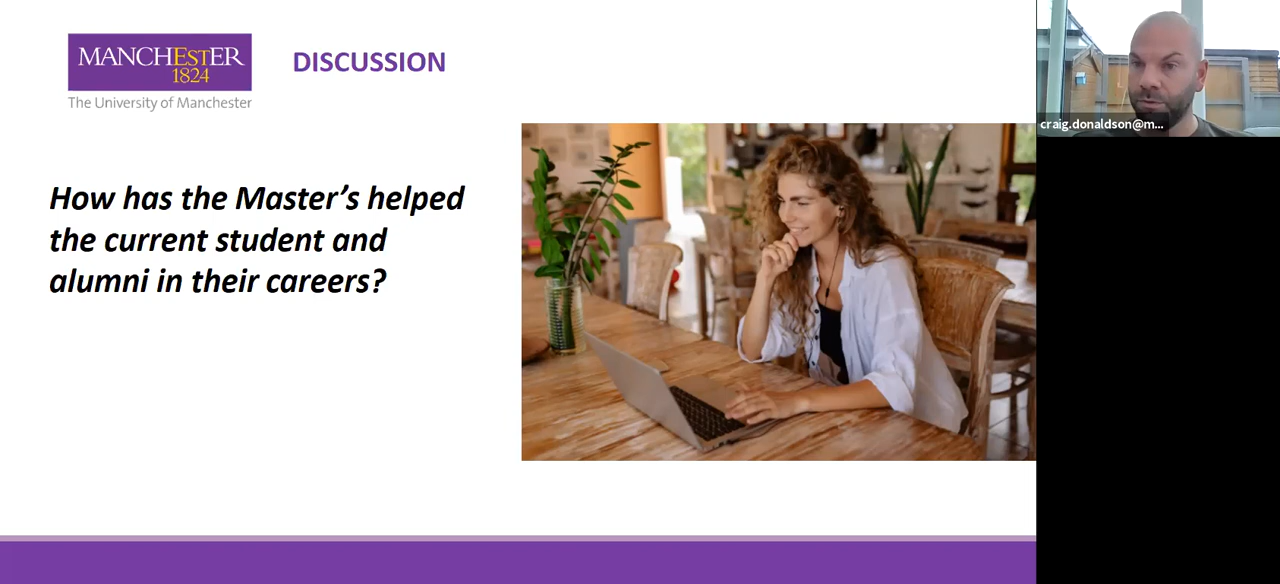 MANCHESTER
1824
The University of Manchester
DISCUSSION
How has the Master's helped
the current student and
alumni in their careers?
craig.donaldson@m...